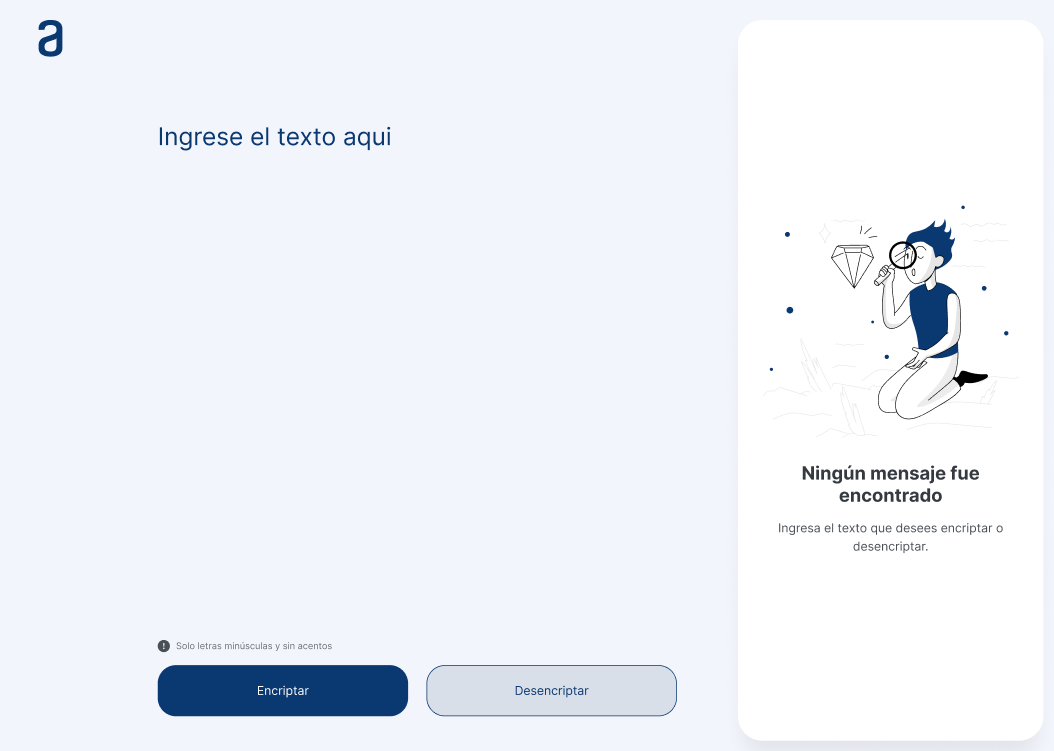 a
Ingrese el texto aqui
Solo letras minúsculas y sin acentos
Encriptar
Desencriptar
Ningún mensaje fue
encontrado
Ingresa el texto que desees encriptar o
desencriptar.